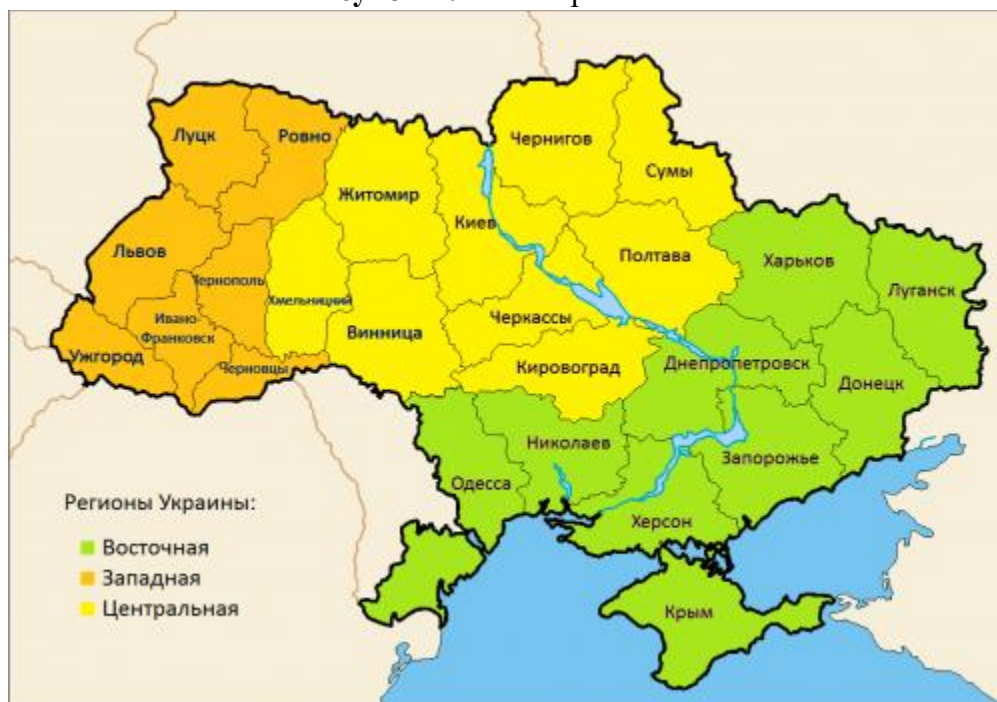 Чернигов
Луцк
Ровно
Сумы
Житомир
Киев
Львов
Полтава
Харьков
Тернополь
Луганск
Хмельницкий
Ивано-
Франковск
Винница
Черкассы
Ужгород
Черновцы
Кировоград
Днепропетровск
Донецк
Николаев
Запорожье
Одесса
Херсон
Крым
Регионы Украины:
Восточная
Западная
Центральная